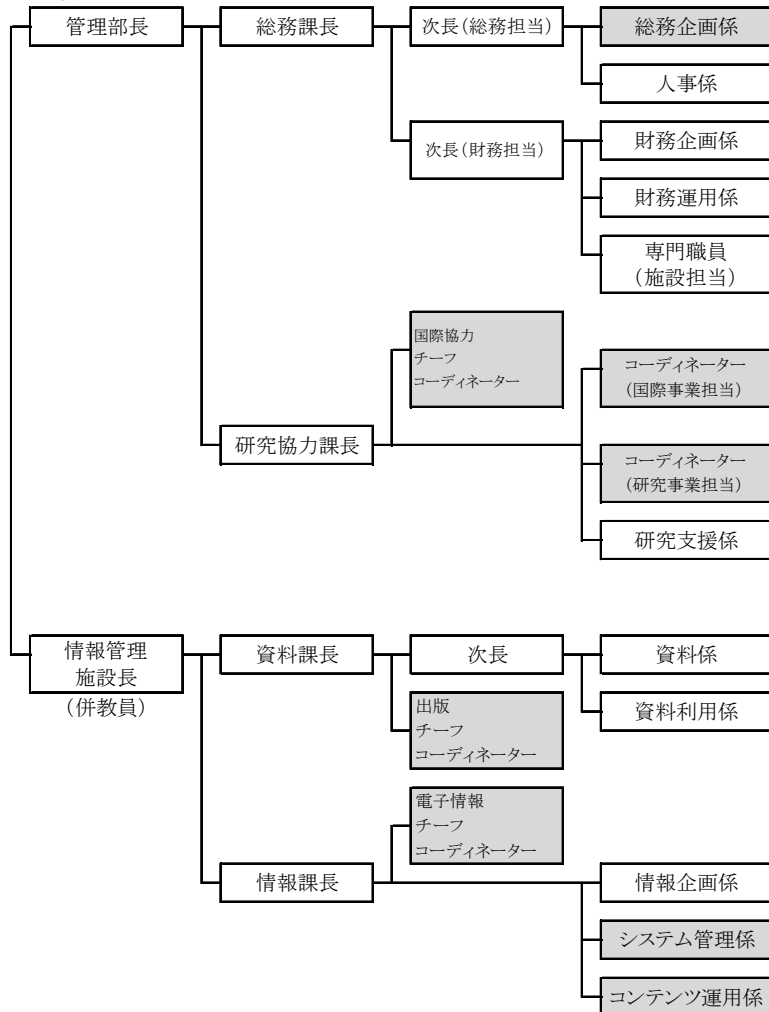 管理部長
総務課長
次長(総務担当)
総務企画係
人事係
次長(財務担当)
財務企画係
財務運用係
専門職員
(施設担当)
国際協力
チーフ
コーディネーター
コーディネーター
(国際事業担当)
研究協力課長
コーディネーター
(研究事業担当)
研究支援係
情報管理
施設長
(併教員)
資料課長
次長
資料係
資料利用係
出版
チーフ
コーディネーター
電子情報
チーフ
コーディネーター
情報課長
情報企画係
システム管理係
コンテンツ運用係